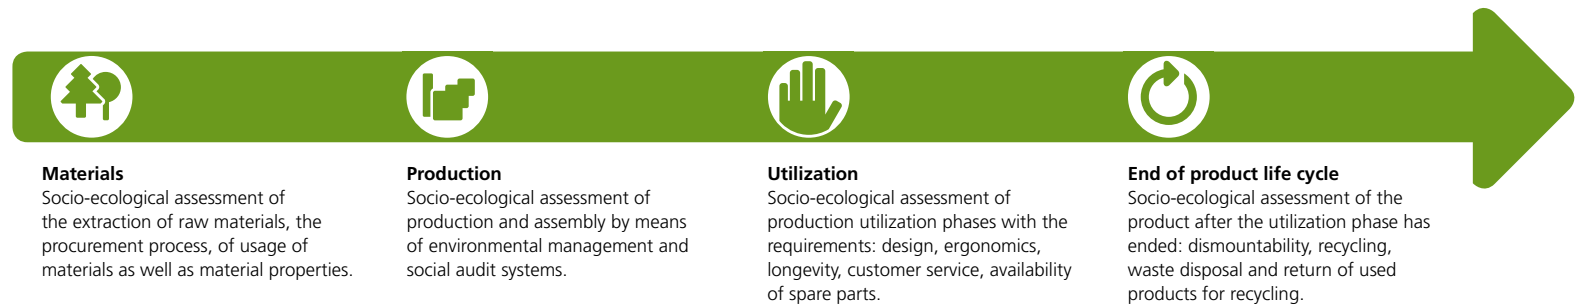 Materials
Socio-ecological assessment of
the extraction of raw materials, the
procurement process, of usage of
materials as well as material properties.
Production
Socio-ecological assessment of
production and assembly by means
of environmental management and
social audit systems.
Utilization
Socio-ecological assessment of
production utilization phases with the
requirements: design, ergonomics,
longevity, customer service, availability
of spare parts.
End of product life cycle
Socio-ecological assessment of the
product after the utilization phase has
ended: dismountability, recycling,
waste disposal and return of used
products for recycling.